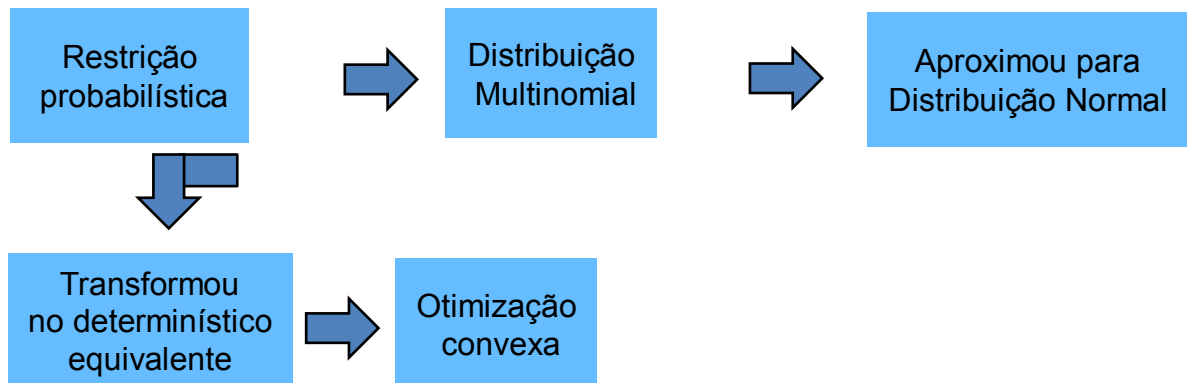 Restrição
probabilística
Distribuição
Multinomial
Aproximou para
Distribuição Normal
Transformou
no determinístico
equivalente
Otimização
convexa